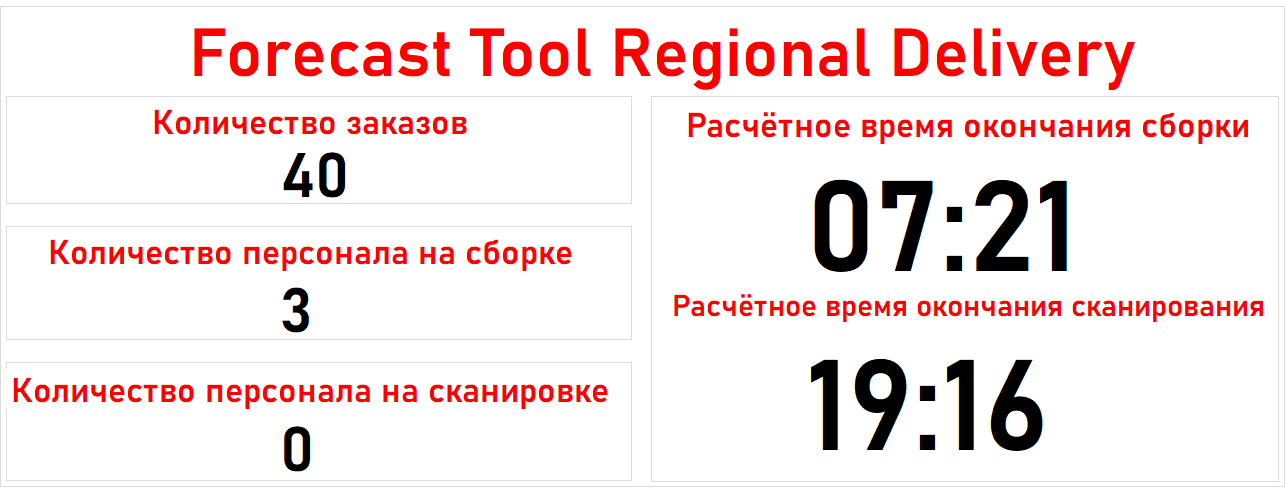 Forecast Tool Regional Delivery
Количество заказов
40
Количество персонала на сборке
3
Количество персонала на сканировке
0
Расчётное время окончания сборки
07:21
Расчётное время окончания сканирования
19:16